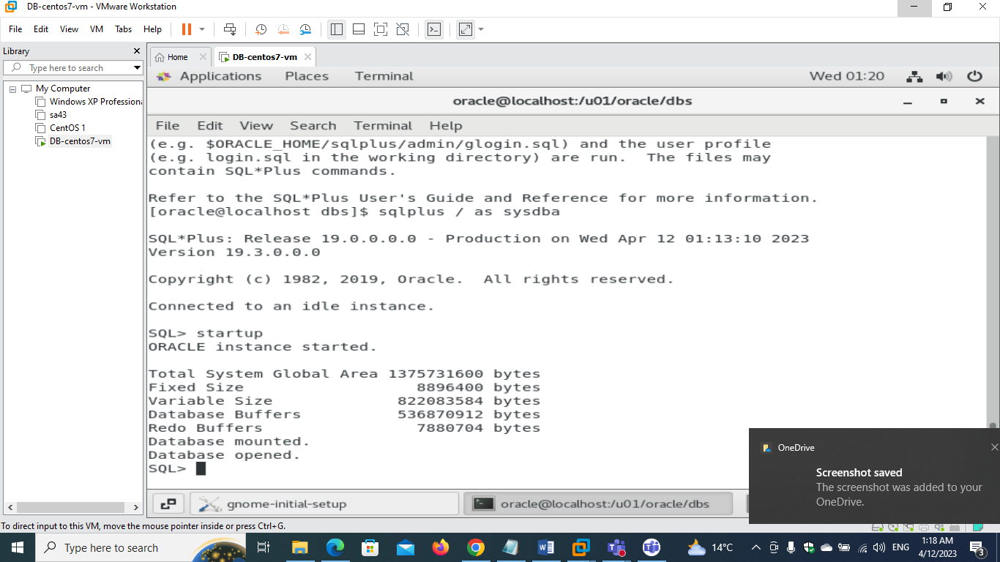 DB-centos7-vm - VMware Workstation
File Edit View VM Tabs Help
Library
Type here to search
My Computer
Windows XP Professiona
sa43
CentOS 1
DB-centos7-vm
Home
DB-centos7-vm
Applications Places Terminal Wed 01:20
oracle@localhost:/u01/oracle/dbs
File Edit View Search Terminal Help
(e.g. $ORACLE_HOME/sqlplus/admin/glogin.sql) and the user profile
(e.g. login.sql in the working directory) are run.  The files may
contain SQL*Plus commands.
Refer to the SQL*Plus User's Guide and Reference for more information.
[oracle@localhost dbs]$ sqlplus / as sysdba
SQL*Plus: Release 19.0.0.0.0 - Production on Wed Apr 12 01:13:10 2023
Version 19.3.0.0.0
Copyright (c) 1982, 2019, Oracle.  All rights reserved.
Connected to an idle instance.
SQL> startup
ORACLE instance started.
Total System Global Area 1375731600 bytes
Fixed Size 8896400 bytes
Variable Size 822083584 bytes
Database Buffers 536870912 bytes
Redo Buffers 7880704 bytes
Database mounted.
Database opened.
SQL>
OneDrive
Screenshot saved
The screenshot was added to your
OneDrive.
gnome-initial-setup
oracle@localhost:/u01/oracle/dbs
To direct input to this VM, move the mouse pointer inside or press Ctrl+G.
Type here to search
14°C
ENG
1:18 AM
4/12/2023
3